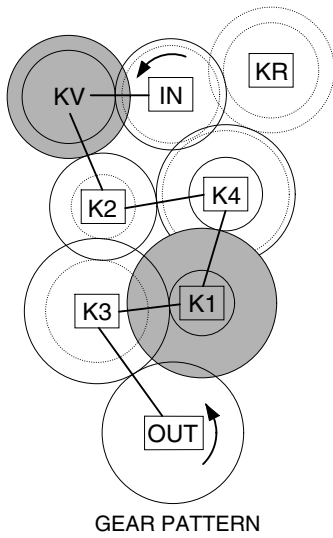 KV IN KR
K2 K4
K3 K1
OUT
GEAR PATTERN